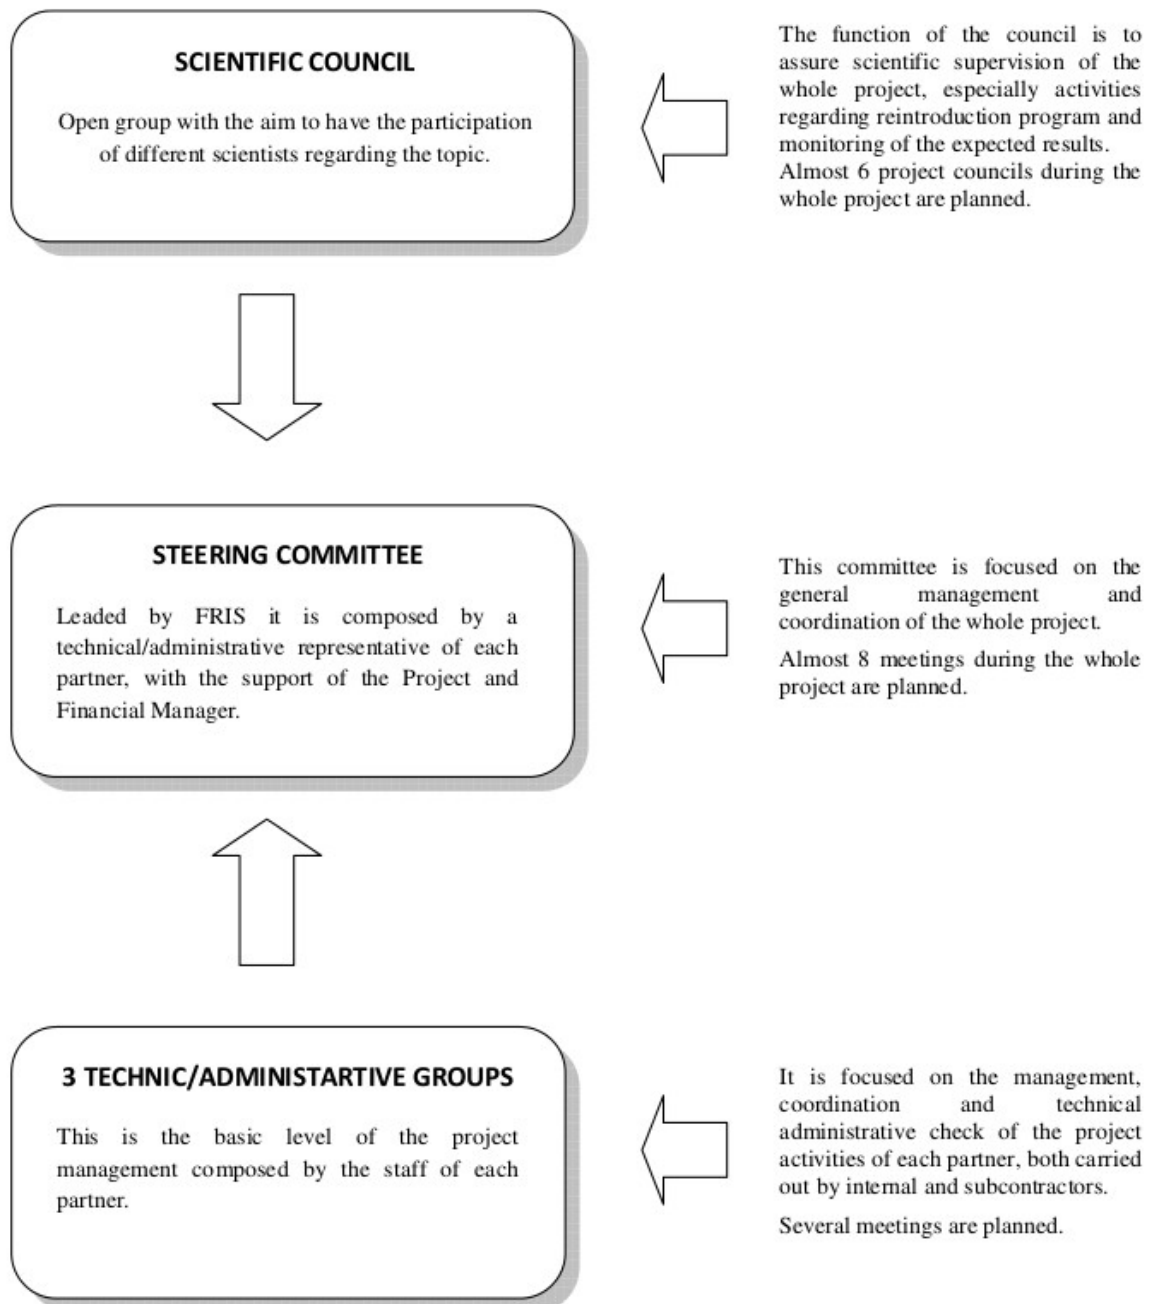 SCIENTIFIC COUNCIL
Open group with the aim to have the participation
of different scientists regarding the topic.
The function of the council is to
assure scientific supervision of the
whole project, especially activities
regarding reintroduction program and
monitoring of the expected results.
Almost 6 project councils during the
whole project are planned.
STEERING COMMITTEE
Leaded by FRIS it is composed by a
technical/administrative representative of each
partner, with the support of the Project and
Financial Manager.
This committee is focused on the
general management and
coordination of the whole project.
Almost 8 meetings during the whole
project are planned.
3 TECHNIC/ADMINISTARTIVE GROUPS
This is the basic level of the project
management composed by the staff of each
partner.
It is focused on the management,
coordination and technical
administrative check of the project
activities of each partner, both carried
out by internal and subcontractors.
Several meetings are planned.